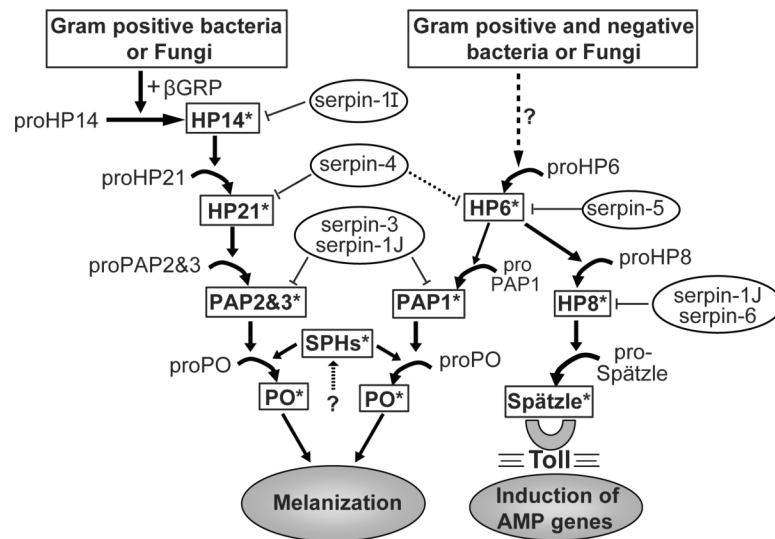 Gram positive bacteria
or Fungi
Gram positive and negative
bacteria or Fungi
+ βGRP
proHP14
HP14*
serpin-1I
?
proHP21
serpin-4
proHP6
HP21*
HP6*
serpin-5
serpin-3
serpin-1J
proPAP2&3
pro
PAP1
proHP8
PAP2&3*
PAP1*
HP8*
serpin-1J
serpin-6
SPHs*
proPO
proPO
pro-
Spätzle
?
PO*
PO*
Spätzle*
Toll
Melanization
Induction of
AMP genes